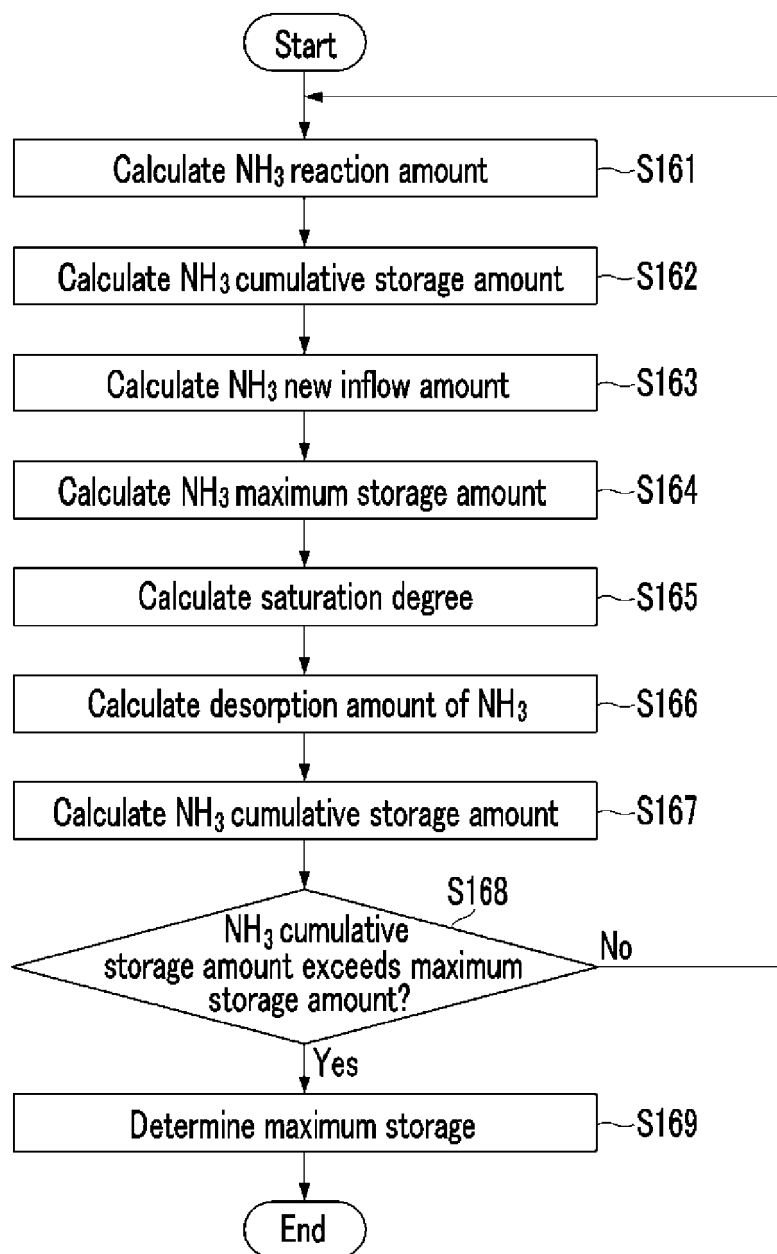 Start
Calculate NH₃ reaction amount
S161
Calculate NH₃ cumulative storage amount
S162
Calculate NH₃ new inflow amount
S163
Calculate NH₃ maximum storage amount
S164
Calculate saturation degree
S165
Calculate desorption amount of NH₃
S166
Calculate NH₃ cumulative storage amount
S167
S168
NH₃ cumulative
storage amount exceeds maximum
storage amount?
No
Yes
Determine maximum storage
S169
End